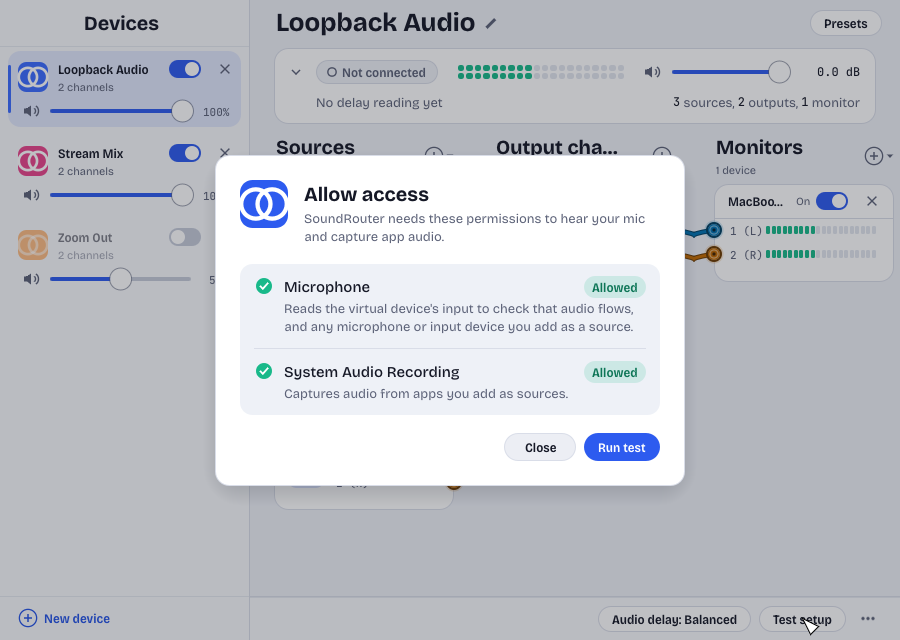 Devices
Loopback Audio
2 channels
100%
Stream Mix
2 channels
10
Zoom Out
2 channels
5
New device
Loopback Audio
Presets
Not connected
0.0 dB
No delay reading yet
3 sources, 2 outputs, 1 monitor
Sources
Output cha...
Monitors
1 device
MacBoo...
On
1 (L)
2 (R)
Allow access
SoundRouter needs these permissions to hear your mic
and capture app audio.
Microphone
Allowed
Reads the virtual device's input to check that audio flows,
and any microphone or input device you add as a source.
System Audio Recording
Allowed
Captures audio from apps you add as sources.
Close
Run test
Audio delay: Balanced
Test setup